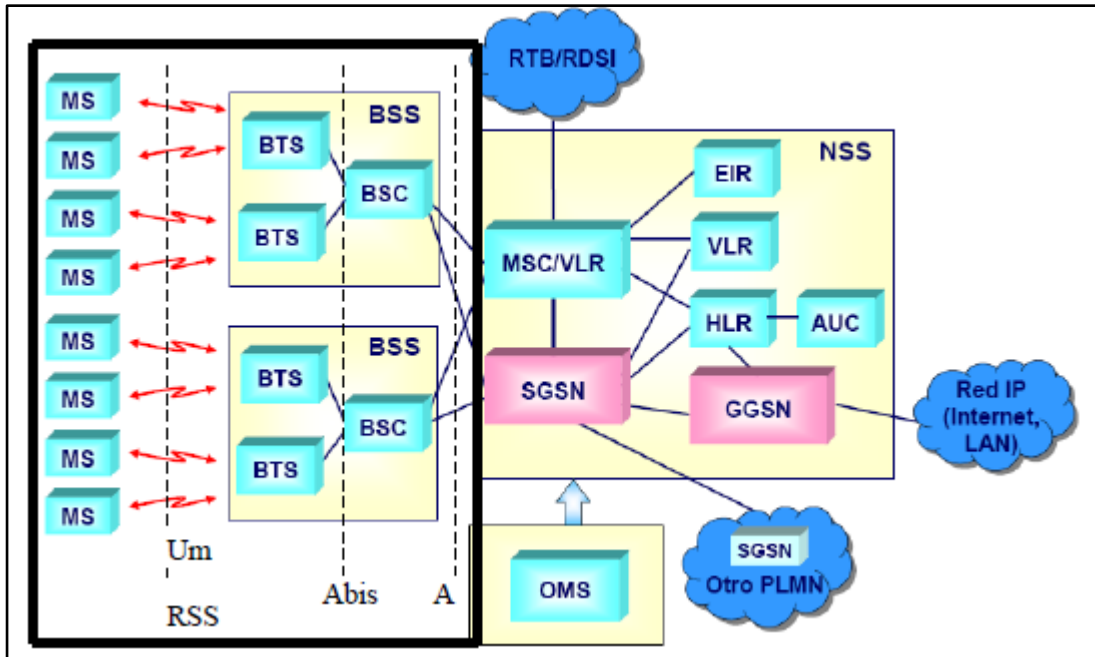 RTB/RDSI
MS
MS
MS
MS
MS
MS
MS
MS
BSS
BTS
BTS
BSC
BSS
BTS
BTS
BSC
Um
RSS
Abis
A
NSS
EIR
MSC/VLR
VLR
HLR
AUC
SGSN
GGSN
Red IP
(Internet,
LAN)
OMS
SGSN
Otro PLMN